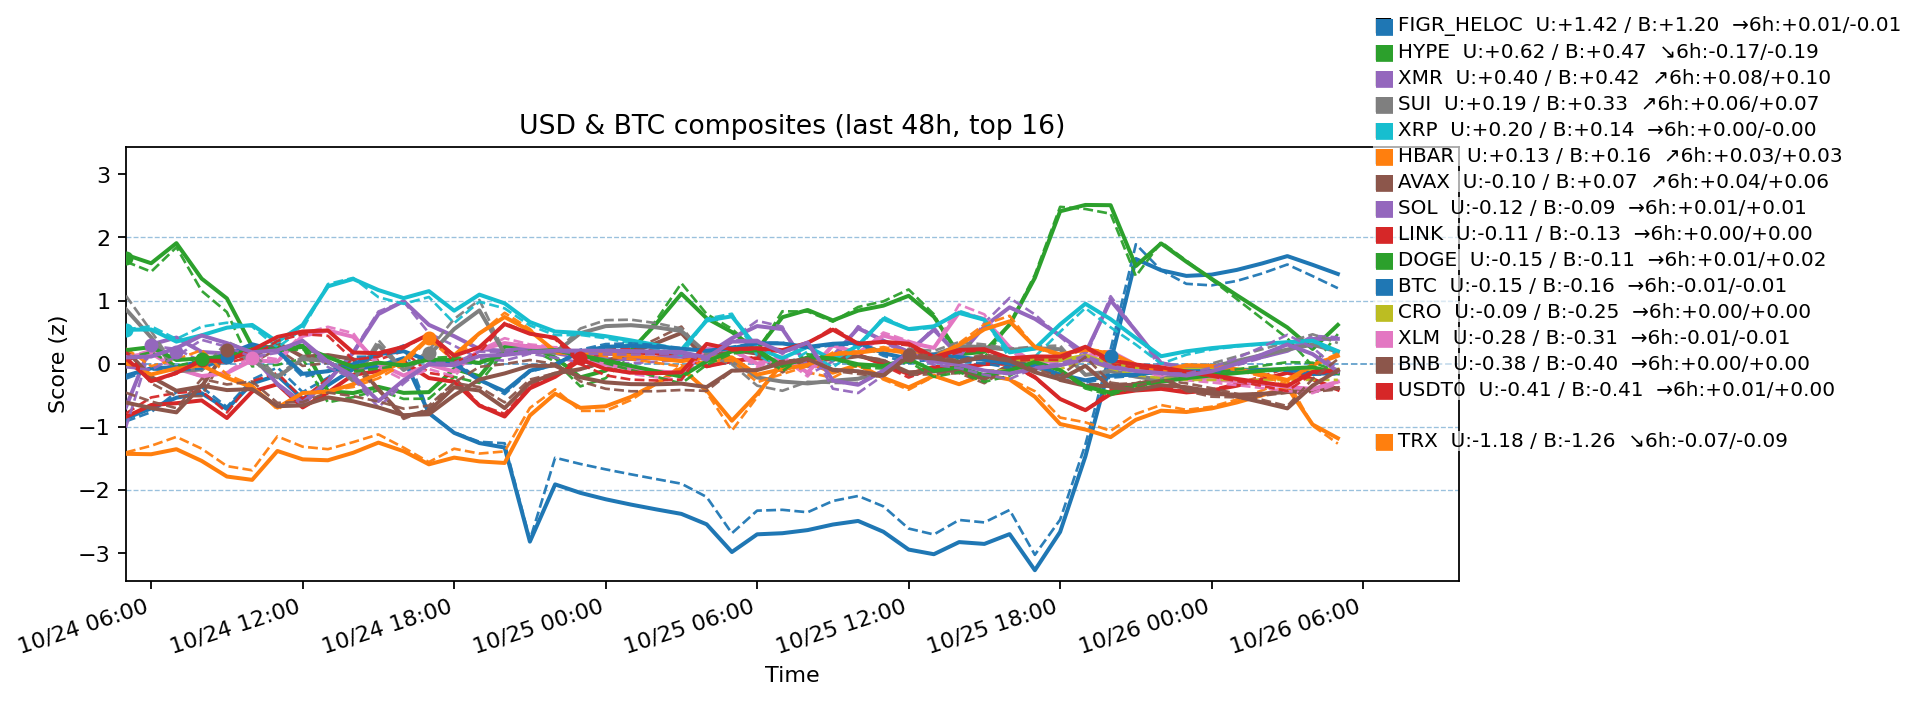 FIGR_HELOC U:+1.42 / B:+1.20 →6h:+0.01/-0.01
HYPE U:+0.62 / B:+0.47 ↘6h:-0.17/-0.19
XMR U:+0.40 / B:+0.42 ↗6h:+0.08/+0.10
SUI U:+0.19 / B:+0.33 ↗6h:+0.06/+0.07
XRP U:+0.20 / B:+0.14 →6h:+0.00/-0.00
HBAR U:+0.13 / B:+0.16 ↗6h:+0.03/+0.03
AVAX U:-0.10 / B:+0.07 ↗6h:+0.04/+0.06
SOL U:-0.12 / B:-0.09 →6h:+0.01/+0.01
LINK U:-0.11 / B:-0.13 →6h:+0.00/+0.00
DOGE U:-0.15 / B:-0.11 →6h:+0.01/+0.02
BTC U:-0.15 / B:-0.16 →6h:-0.01/-0.01
CRO U:-0.09 / B:-0.25 →6h:+0.00/+0.00
XLM U:-0.28 / B:-0.31 →6h:-0.01/-0.01
BNB U:-0.38 / B:-0.40 →6h:+0.00/+0.00
USDT0 U:-0.41 / B:-0.41 →6h:+0.01/+0.00
TRX U:-1.18 / B:-1.26 ↘6h:-0.07/-0.09
USD & BTC composites (last 48h, top 16)
Score (z)
3
2
1
0
−1
−2
−3
10/24 06:00
10/24 12:00
10/24 18:00
10/25 00:00
10/25 06:00
10/25 12:00
10/25 18:00
10/26 00:00
10/26 06:00
Time